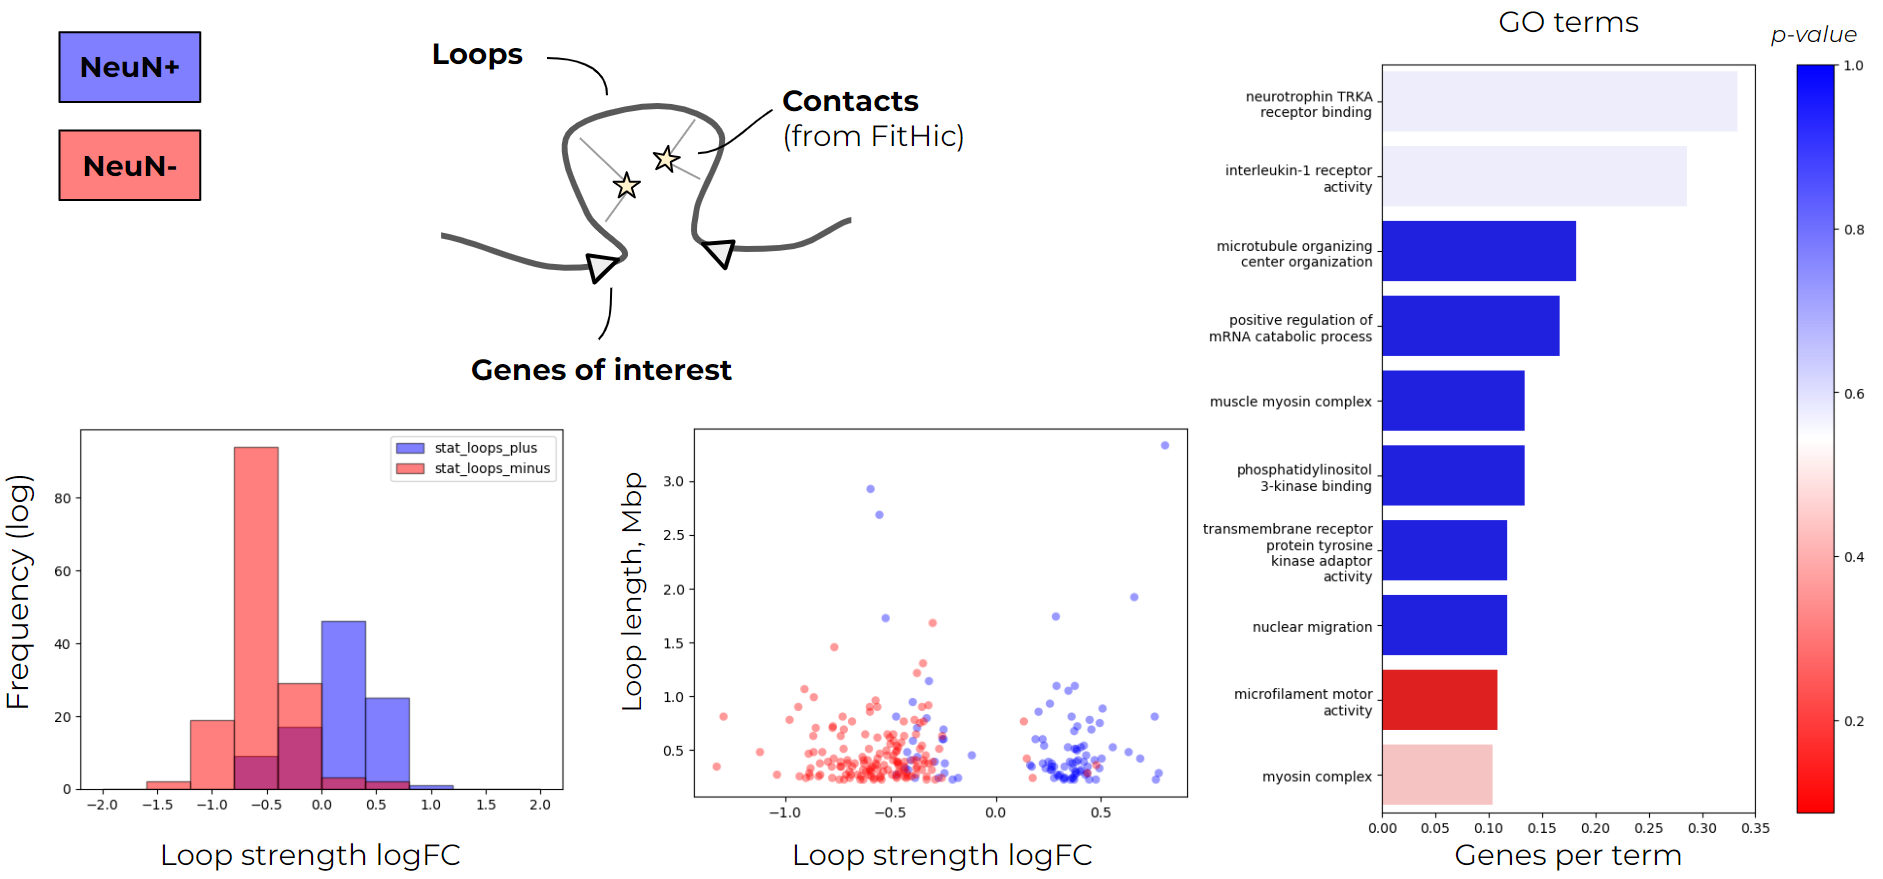 NeuN+
NeuN-
Loops
Contacts
(from FitHic)
Genes of interest
stat_loops_plus
stat_loops_minus
Frequency (log)
80
60
40
20
0
−2.0 −1.5 −1.0 −0.5 0.0 0.5 1.0 1.5 2.0
Loop strength logFC
Loop length, Mbp
3.0
2.5
2.0
1.5
1.0
0.5
−1.0 −0.5 0.0 0.5
Loop strength logFC
GO terms
neurotrophin TRKA
receptor binding
interleukin-1 receptor
activity
microtubule organizing
center organization
positive regulation of
mRNA catabolic process
muscle myosin complex
phosphatidylinositol
3-kinase binding
transmembrane receptor
protein tyrosine
kinase adaptor
activity
nuclear migration
microfilament motor
activity
myosin complex
0.00 0.05 0.10 0.15 0.20 0.25 0.30 0.35
Genes per term
p-value
1.0
0.8
0.6
0.4
0.2